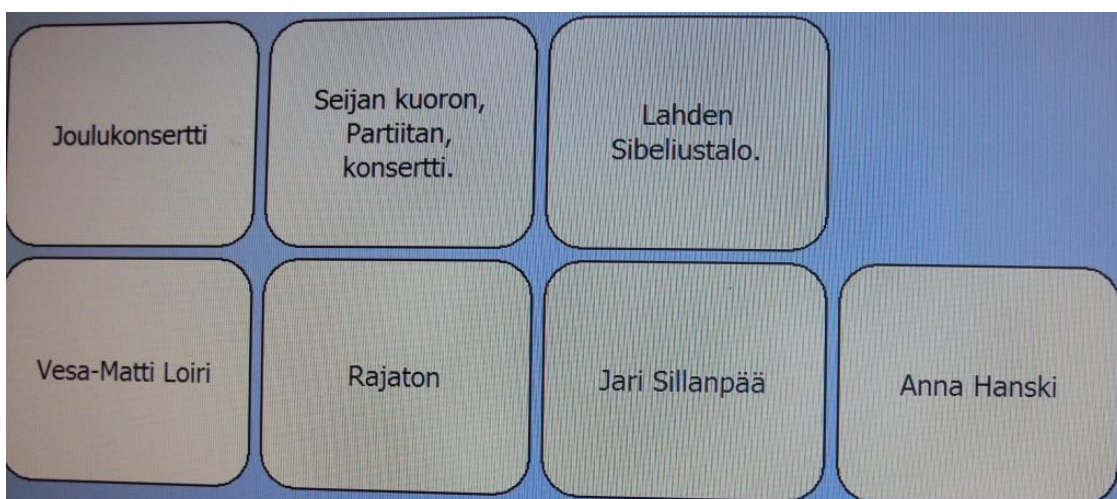 Joulukonsertti
Seijan kuoron,
Partiitan,
konsertti.
Lahden
Sibeliustalo.
Vesa-Matti Loiri
Rajaton
Jari Sillanpää
Anna Hanski